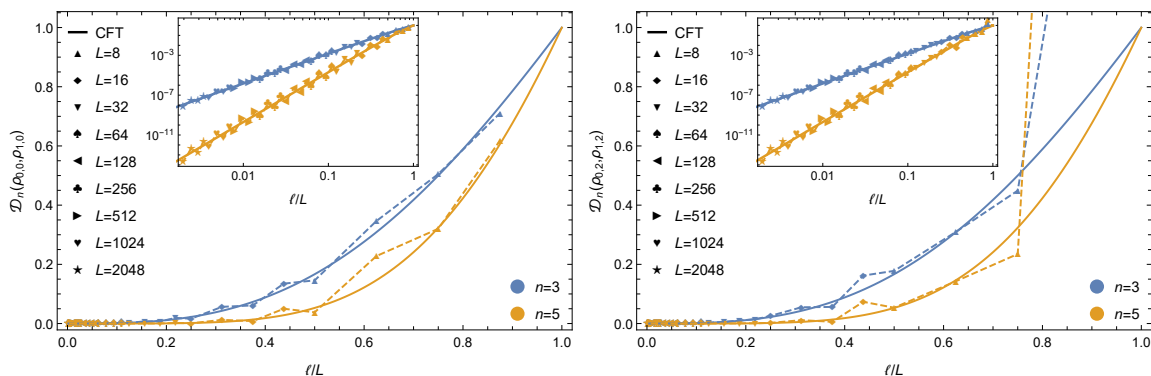 𝒟n(ρ0,0,ρ1,0)
1.0
0.8
0.6
0.4
0.2
0.0
CFT
L=8
L=16
L=32
L=64
L=128
L=256
L=512
L=1024
L=2048
10-3
10-7
10-11
0.01 0.1 1
ℓ/L
n=3
n=5
0.0 0.2 0.4 0.6 0.8 1.0
ℓ/L
𝒟n(ρ0,2,ρ1,2)
1.0
0.8
0.6
0.4
0.2
0.0
CFT
L=8
L=16
L=32
L=64
L=128
L=256
L=512
L=1024
L=2048
10-3
10-7
10-11
0.01 0.1 1
ℓ/L
n=3
n=5
0.0 0.2 0.4 0.6 0.8 1.0
ℓ/L